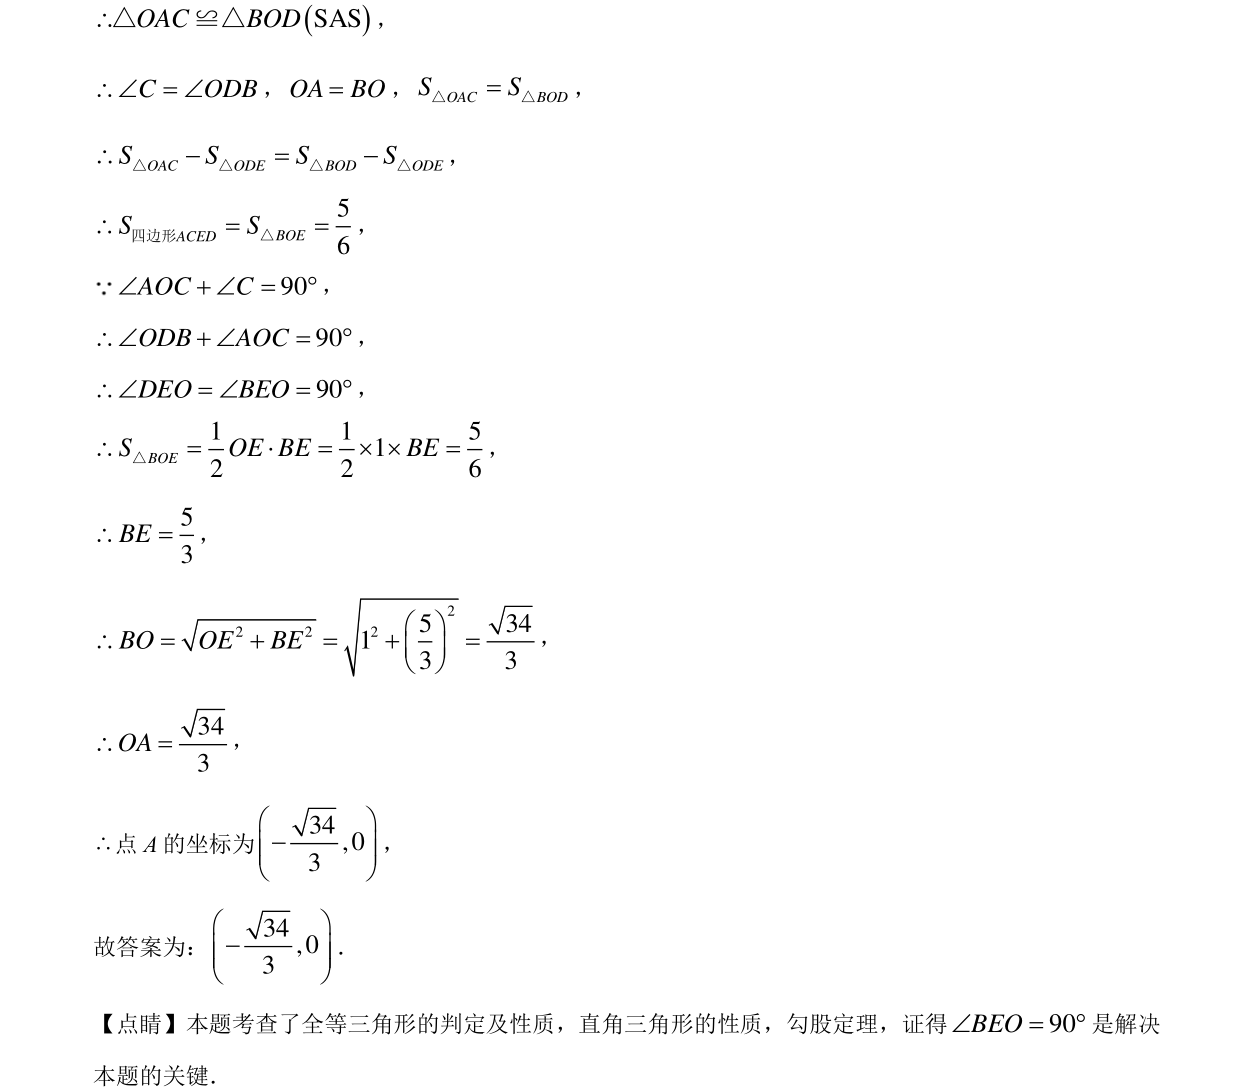 ∴△OAC≌△BOD(SAS)，
∴∠C=∠ODB，OA=BO，S△OAC=S△BOD，
∴S△OAC−S△ODE=S△BOD−S△ODE，
∴S四边形ACED=S△BOE=5/6，
∵∠AOC+∠C=90°，
∴∠ODB+∠AOC=90°，
∴∠DEO=∠BEO=90°，
∴S△BOE=1/2OE·BE=1/2×1×BE=5/6，
∴BE=5/3，
∴BO=√(OE²+BE²)=√(1²+(5/3)²)=√34/3，
∴OA=√34/3，
∴点A的坐标为(−√34/3,0)，
故答案为：(−√34/3,0)．
【点睛】本题考查了全等三角形的判定及性质，直角三角形的性质，勾股定理，证得∠BEO=90°是解决
本题的关键．